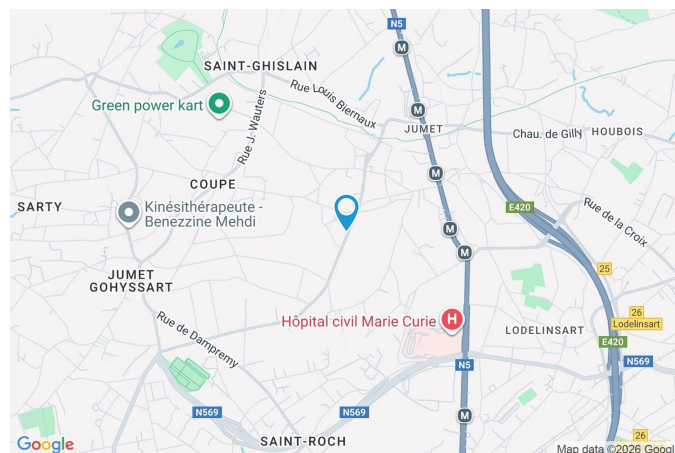 N5
M
SAINT-GHISLAIN
Green power kart
Rue Louis Biernaux
M
JUMET
Chau. de Gilly
HOUBOIS
Rue J. Wauters
M
COUPE
SARTY
Kinésithérapeute -
Benezzine Mehdi
E420
Rue de la Croix
M
M
JUMET
GOHYSSART
25
Rue de Dampremy
Hôpital civil Marie Curie
H
LODELINSART
26
Lodelinsart
E420
N5
N569
N569
N569
M
SAINT-ROCH
26
Google
Map data ©2026 Googl